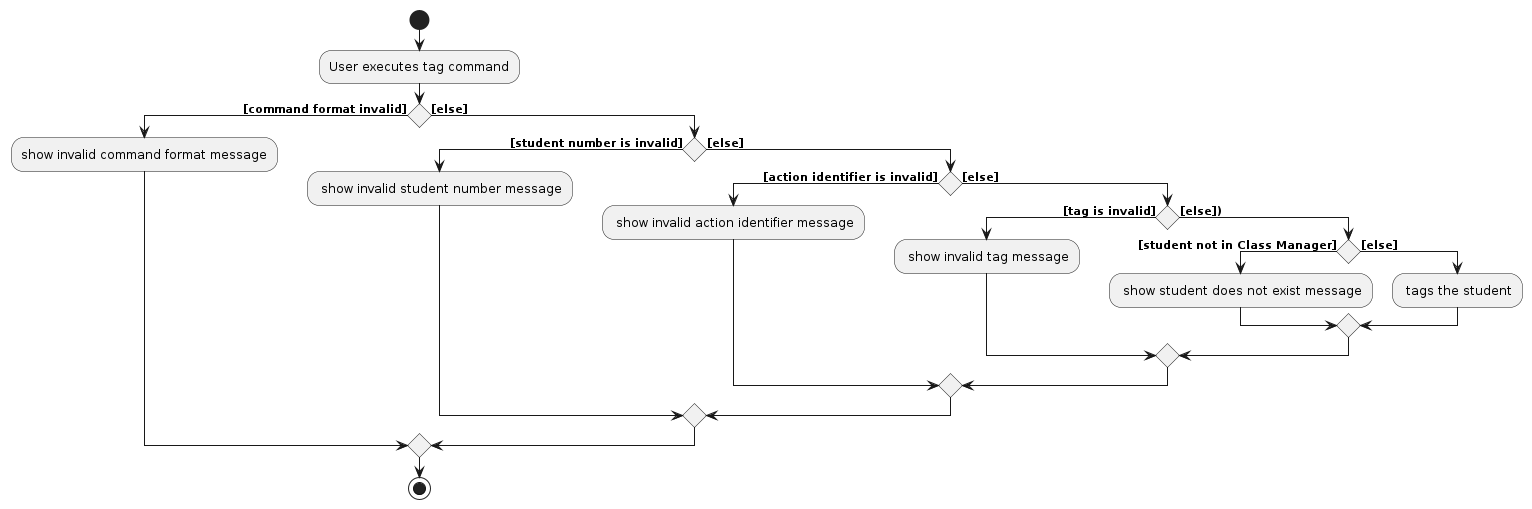 User executes tag command
[command format invalid] [else]
show invalid command format message
[student number is invalid] [else]
show invalid student number message
[action identifier is invalid] [else]
show invalid action identifier message
[tag is invalid] [else])
show invalid tag message
[student not in Class Manager] [else]
show student does not exist message
tags the student